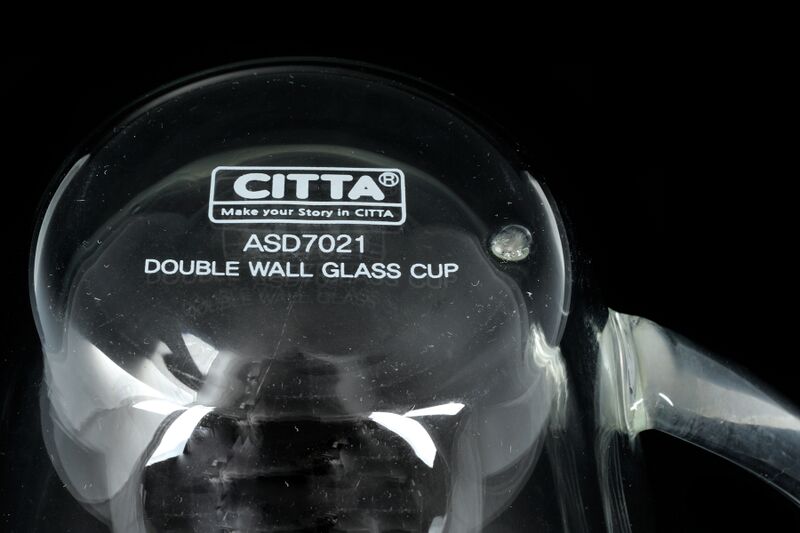 CITTA®
Make your Story in CITTA
ASD7021
DOUBLE WALL GLASS CUP